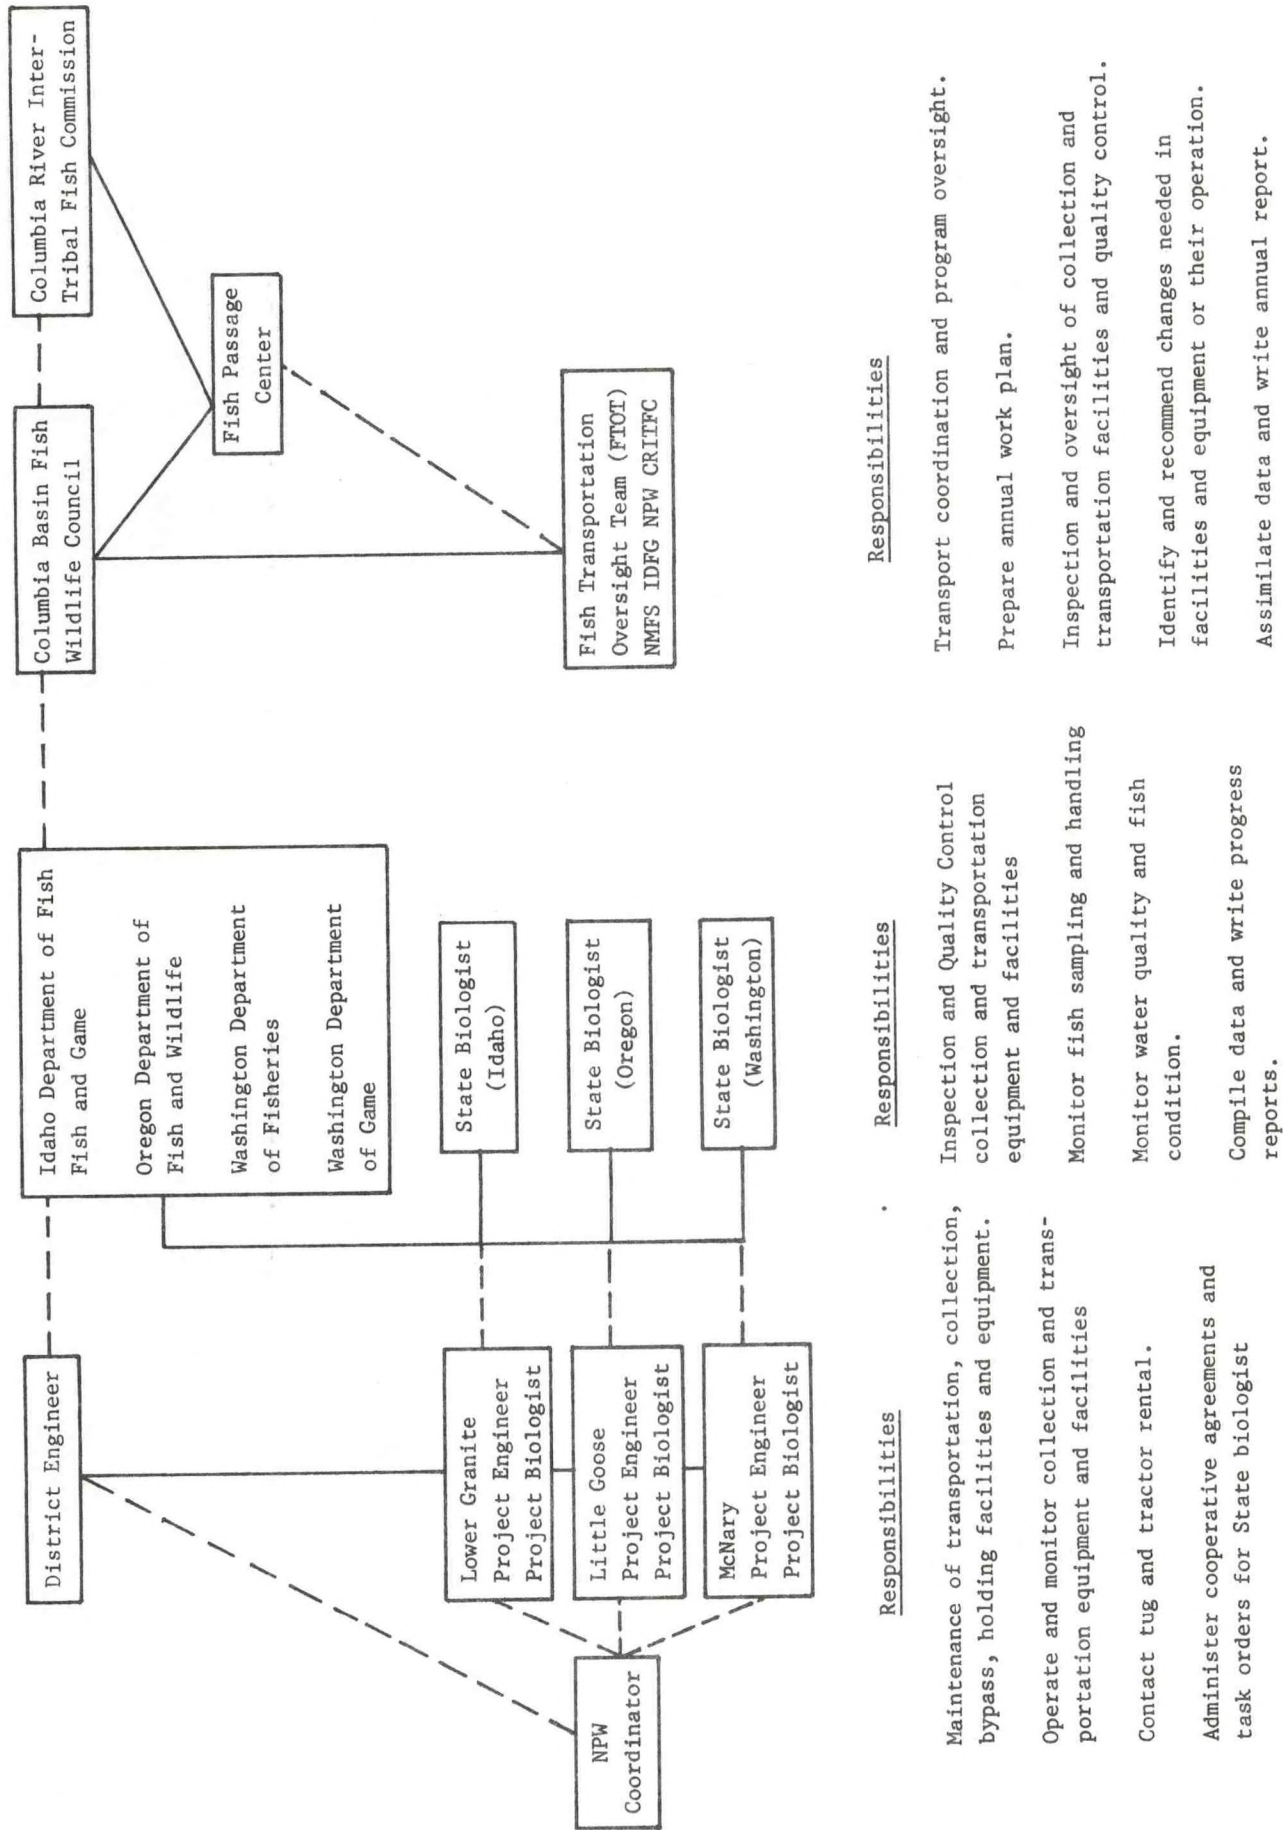 District Engineer
Idaho Department of Fish
Fish and Game
Oregon Department of
Fish and Wildlife
Washington Department
of Fisheries
Washington Department
of Game
Columbia Basin Fish
Wildlife Council
Columbia River Inter-
Tribal Fish Commission
Fish Passage
Center
NPW
Coordinator
Lower Granite
Project Engineer
Project Biologist
Little Goose
Project Engineer
Project Biologist
McNary
Project Engineer
Project Biologist
State Biologist
(Idaho)
State Biologist
(Oregon)
State Biologist
(Washington)
Fish Transportation
Oversight Team (FTOT)
NMFS IDFG NPW CRITFC
Responsibilities
Maintenance of transportation, collection,
bypass, holding facilities and equipment.
Operate and monitor collection and trans-
portation equipment and facilities
Contact tug and tractor rental.
Administer cooperative agreements and
task orders for State biologist
Responsibilities
Inspection and Quality Control
collection and transportation
equipment and facilities
Monitor fish sampling and handling
Monitor water quality and fish
condition.
Compile data and write progress
reports.
Responsibilities
Transport coordination and program oversight.
Prepare annual work plan.
Inspection and oversight of collection and
transportation facilities and quality control.
Identify and recommend changes needed in
facilities and equipment or their operation.
Assimilate data and write annual report.